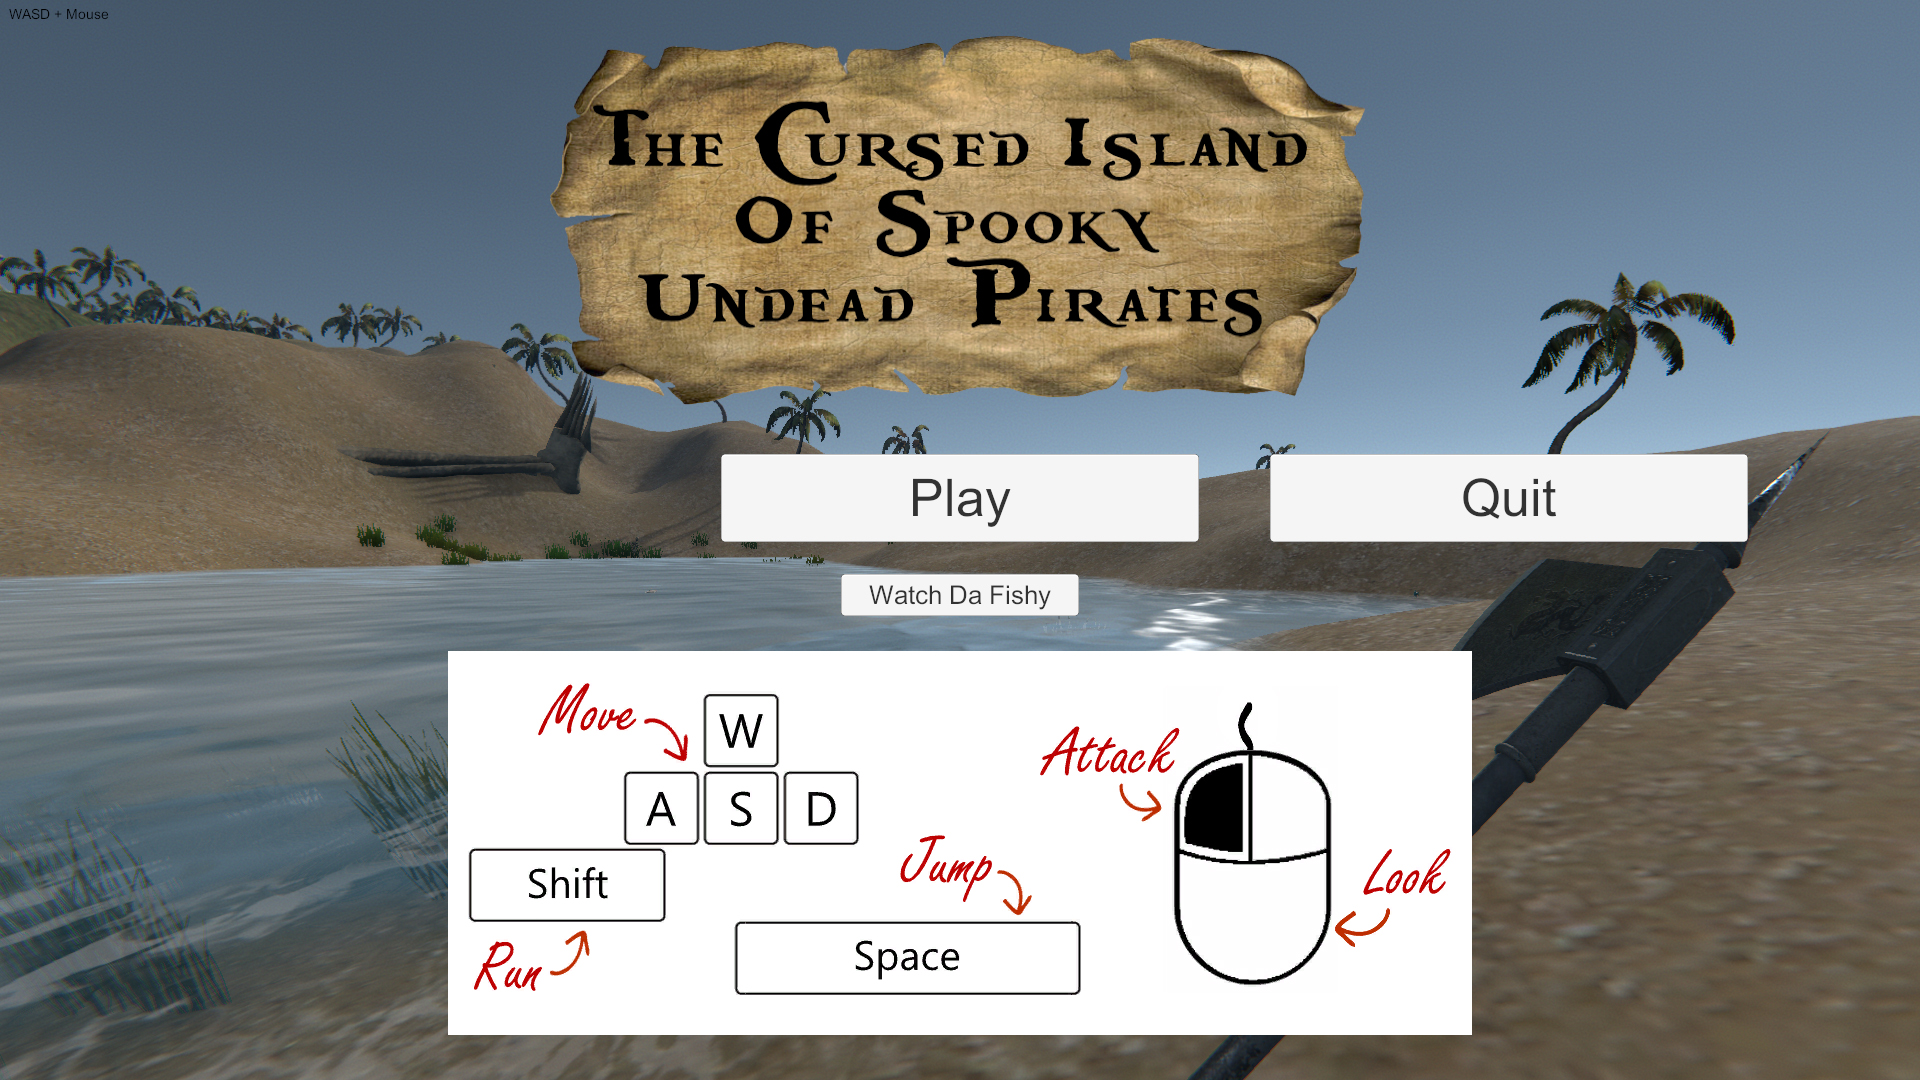 WASD + Mouse
The Cursed Island
Of Spooky
Undead Pirates
Play
Quit
Watch Da Fishy
Move
W
A S D
Shift
Run
Jump
Space
Attack
Look